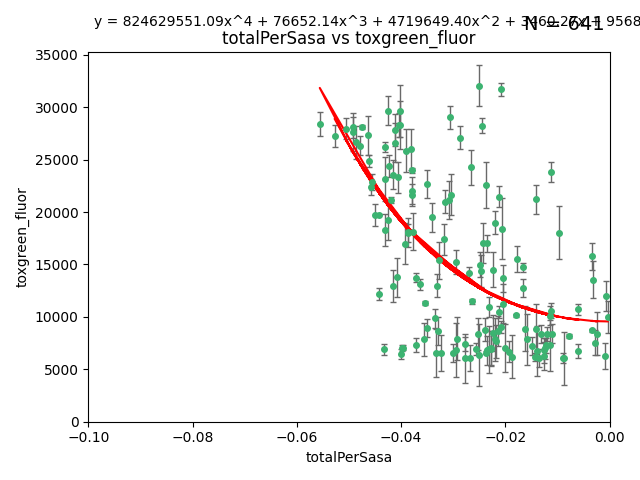 y = 824629551.09x^4 + 76652.14x^3 + 4719649.40x^2 +
N = 641
totalPerSasa vs toxgreen_fluor
35000
30000
25000
20000
15000
10000
5000
0
toxgreen_fluor
−0.10
−0.08
−0.06
−0.04
−0.02
0.00
totalPerSasa